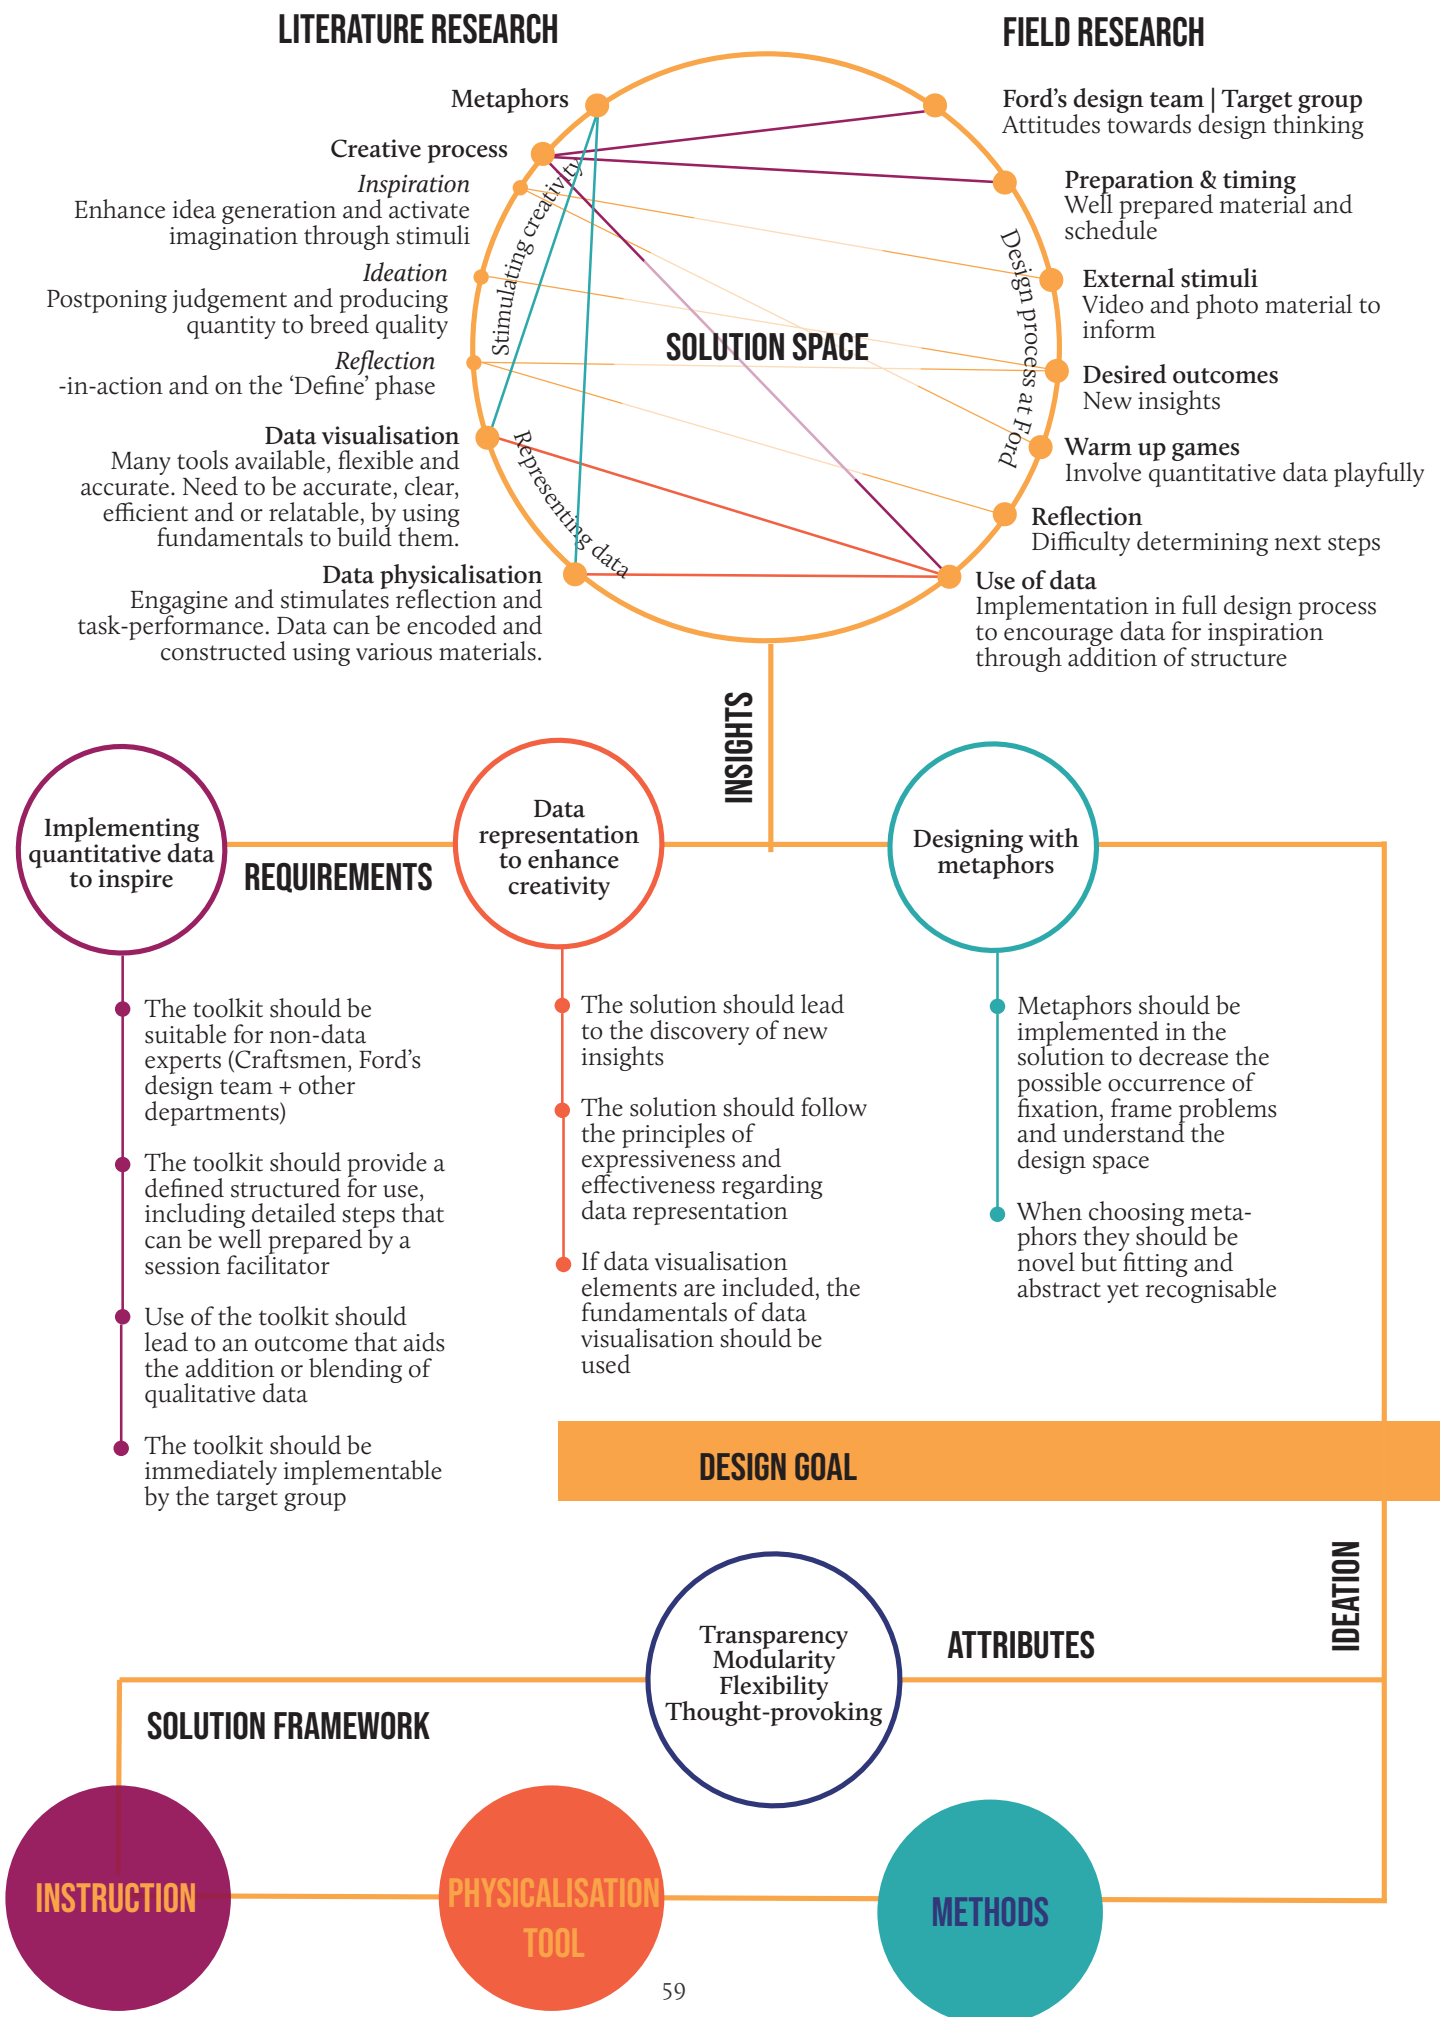 LITERATURE RESEARCH
FIELD RESEARCH
Metaphors
Creative process
Inspiration
Enhance idea generation and activate
imagination through stimuli
Ideation
Postponing judgement and producing
quantity to breed quality
Reflection
-in-action and on the ‘Define’ phase
Data visualisation
Many tools available, flexible and
accurate. Need to be accurate, clear,
efficient and or relatable, by using
fundamentals to build them.
Data physicalisation
Engagine and stimulates reflection and
task-performance. Data can be encoded and
constructed using various materials.
Stimulating creativity
Representing data
SOLUTION SPACE
Design process at Ford
Ford’s design team | Target group
Attitudes towards design thinking
Preparation & timing
Well prepared material and
schedule
External stimuli
Video and photo material to
inform
Desired outcomes
New insights
Warm up games
Involve quantitative data playfully
Reflection
Difficulty determining next steps
Use of data
Implementation in full design process
to encourage data for inspiration
through addition of structure
INSIGHTS
Implementing
quantitative data
to inspire
REQUIREMENTS
Data
representation
to enhance
creativity
Designing with
metaphors
The toolkit should be
suitable for non-data
experts (Craftsmen, Ford’s
design team + other
departments)
The toolkit should provide a
defined structured for use,
including detailed steps that
can be well prepared by a
session facilitator
Use of the toolkit should
lead to an outcome that aids
the addition or blending of
qualitative data
The toolkit should be
immediately implementable
by the target group
The solution should lead
to the discovery of new
insights
The solution should follow
the principles of
expressiveness and
effectiveness regarding
data representation
If data visualisation
elements are included, the
fundamentals of data
visualisation should be
used
Metaphors should be
implemented in the
solution to decrease the
possible occurrence of
fixation, frame problems
and understand the
design space
When choosing meta-
phors they should be
novel but fitting and
abstract yet recognisable
DESIGN GOAL
IDEATION
Transparency
Modularity
Flexibility
Thought-provoking
ATTRIBUTES
SOLUTION FRAMEWORK
INSTRUCTION
PHYSICALISATION
TOOL
METHODS
59